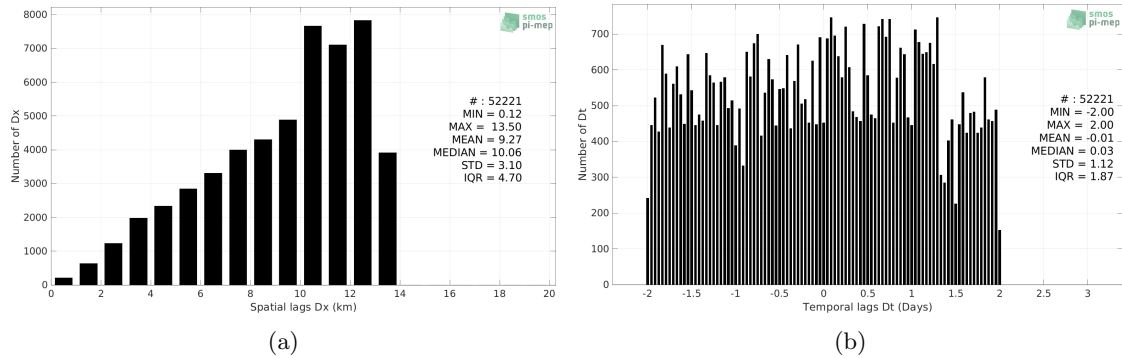 8000
7000
6000
5000
4000
3000
2000
1000
0
Number of Dx
0 2 4 6 8 10 12 14 16 18 20
Spatial lags Dx (km)
smos
pi-mep
# : 52221
MIN = 0.12
MAX = 13.50
MEAN = 9.27
MEDIAN = 10.06
STD = 3.10
IQR = 4.70
(a)
700
600
500
400
300
200
100
0
Number of Dt
-2 -1.5 -1 -0.5 0 0.5 1 1.5 2 2.5 3
Temporal lags Dt (Days)
smos
pi-mep
# : 52221
MIN = -2.00
MAX = 2.00
MEAN = -0.01
MEDIAN = 0.03
STD = 1.12
IQR = 1.87
(b)